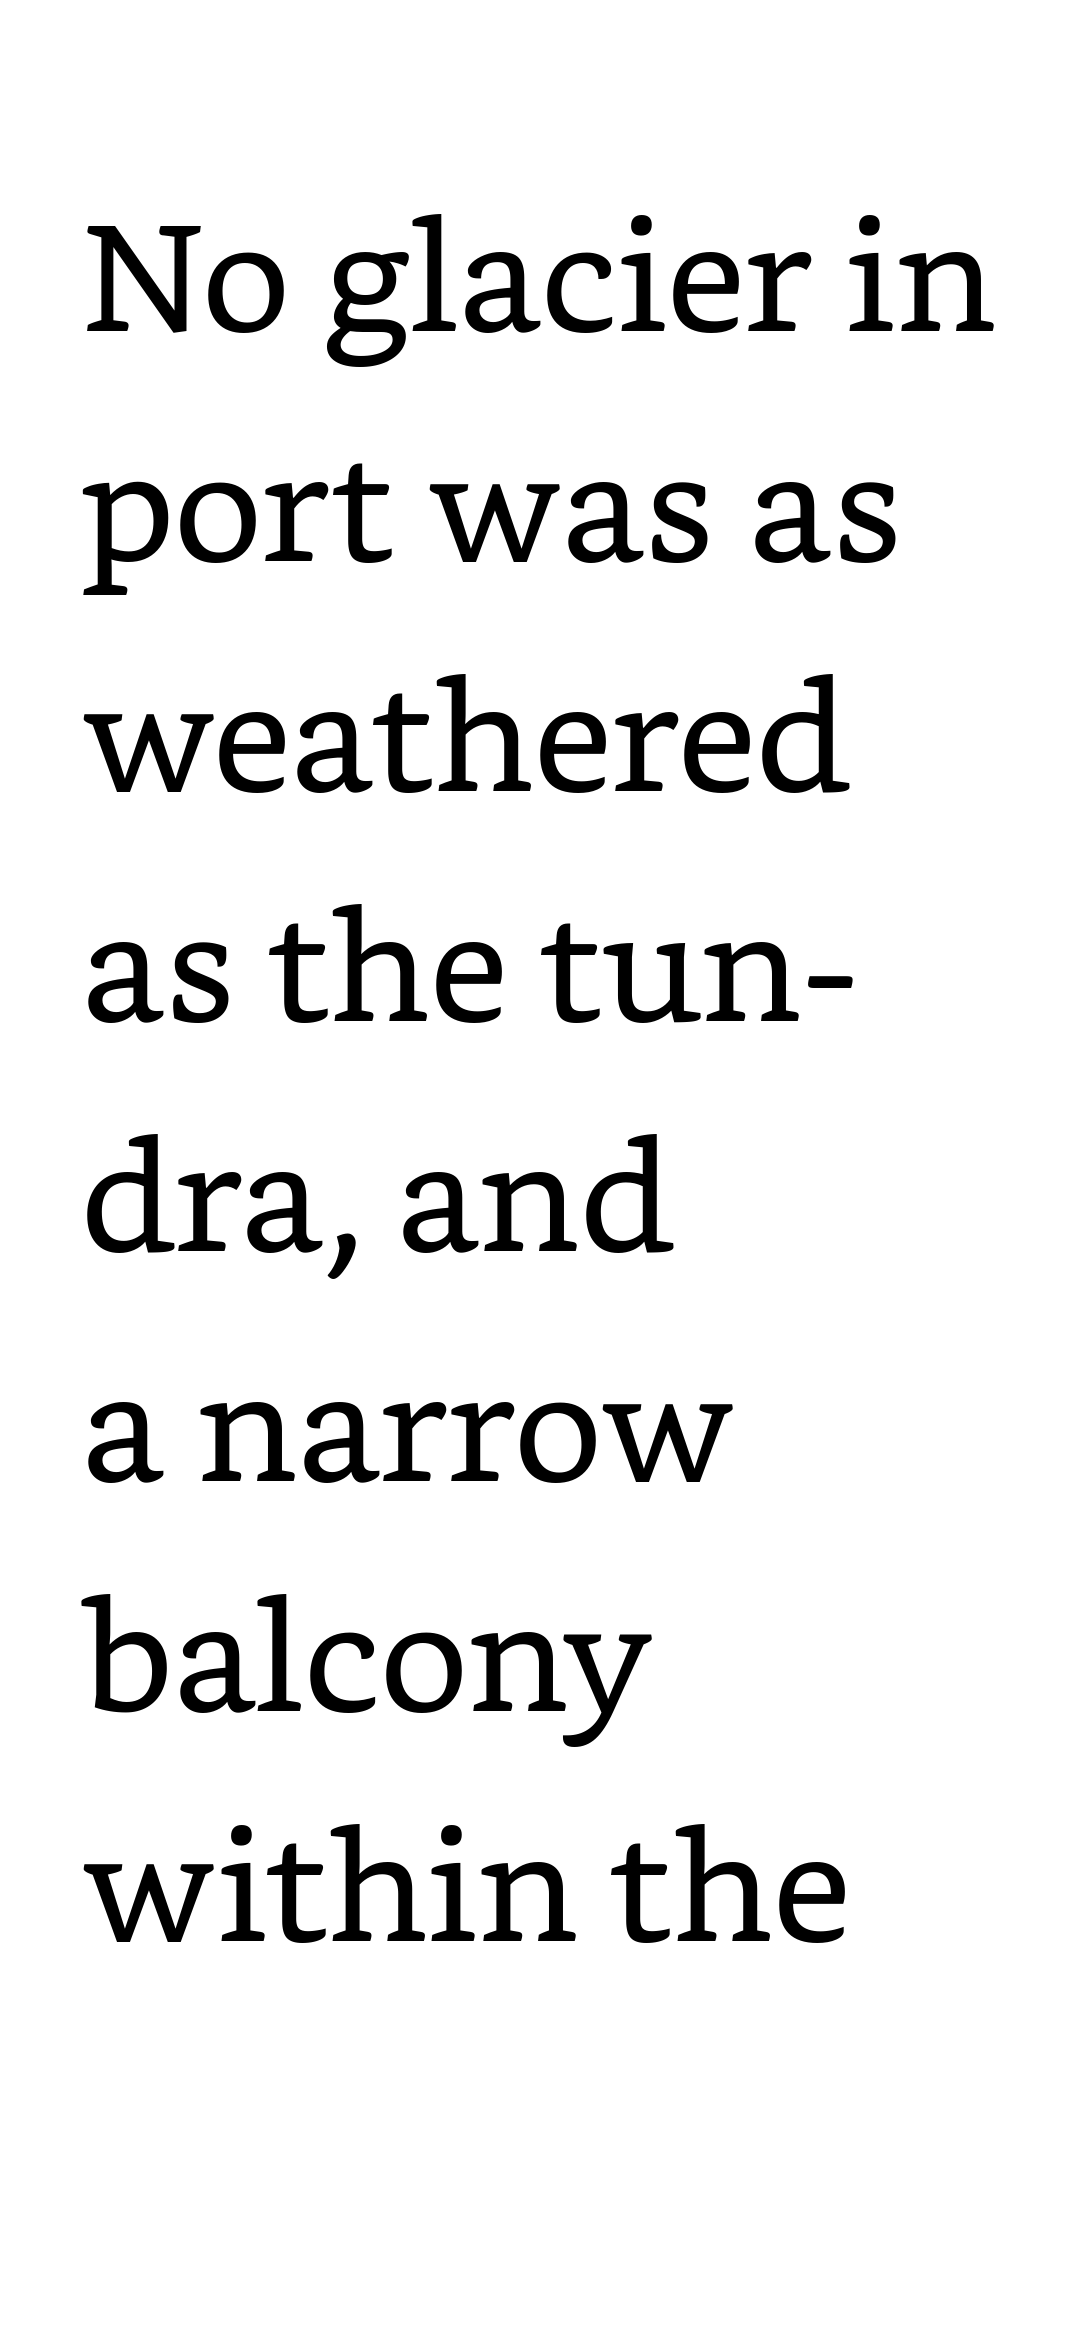 No glacier in
port was as
weathered
as the tun-
dra, and
a narrow
balcony
within the